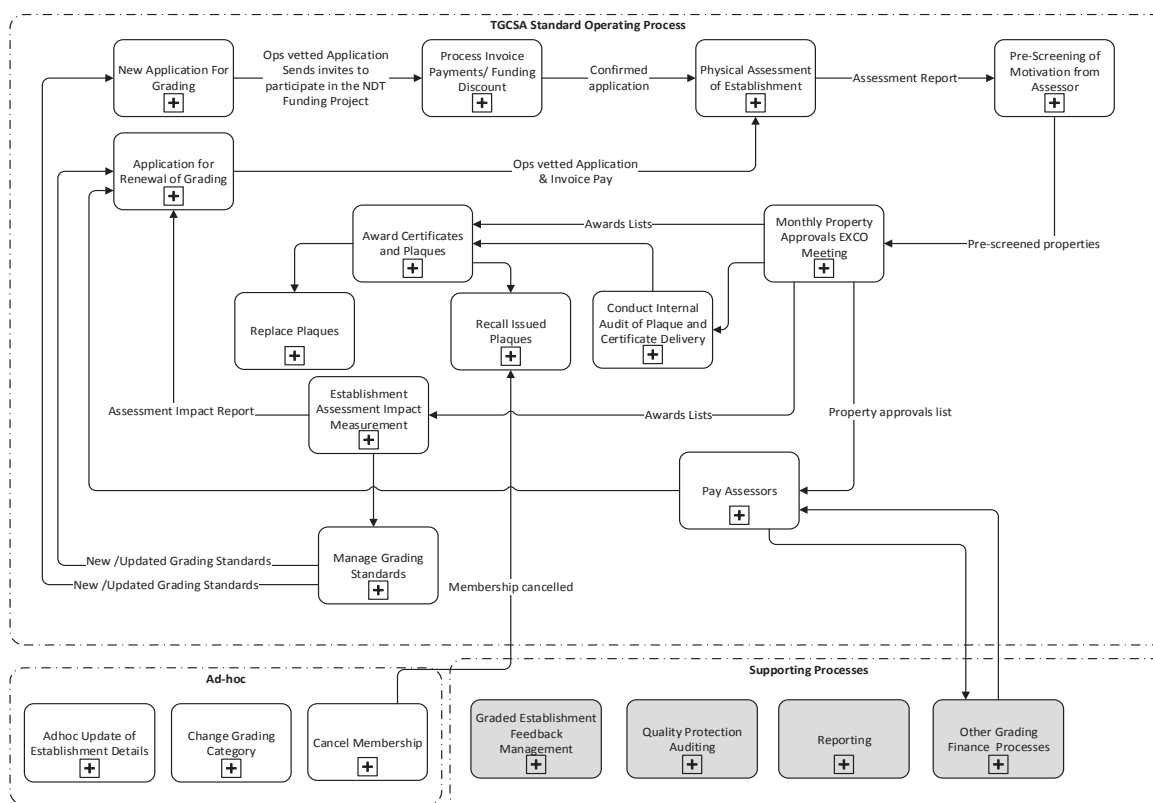 TGCSA Standard Operating Process
New Application For
Grading
Ops vetted Application
Sends invites to
participate in the NDT
Funding Project
Process Invoice
Payments/ Funding
Discount
Confirmed
application
Physical Assessment
of Establishment
Assessment Report
Pre-Screening of
Motivation from
Assessor
Application for
Renewal of Grading
Ops vetted Application
& Invoice Pay
Award Certificates
and Plaques
Awards Lists
Monthly Property
Approvals EXCO
Meeting
Pre-screened properties
Replace Plaques
Recall Issued
Plaques
Conduct Internal
Audit of Plaque and
Certificate Delivery
Assessment Impact Report
Establishment
Assessment Impact
Measurement
Awards Lists
Property approvals list
Pay Assessors
New /Updated Grading Standards
New /Updated Grading Standards
Manage Grading
Standards
Membership cancelled
Ad-hoc
Adhoc Update of
Establishment Details
Change Grading
Category
Cancel Membership
Supporting Processes
Graded Establishment
Feedback
Management
Quality Protection
Auditing
Reporting
Other Grading
Finance Processes